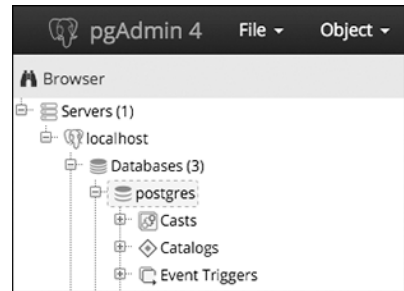 pgAdmin 4 File Object
Browser
Servers (1)
localhost
Databases (3)
postgres
Casts
Catalogs
Event Triggers